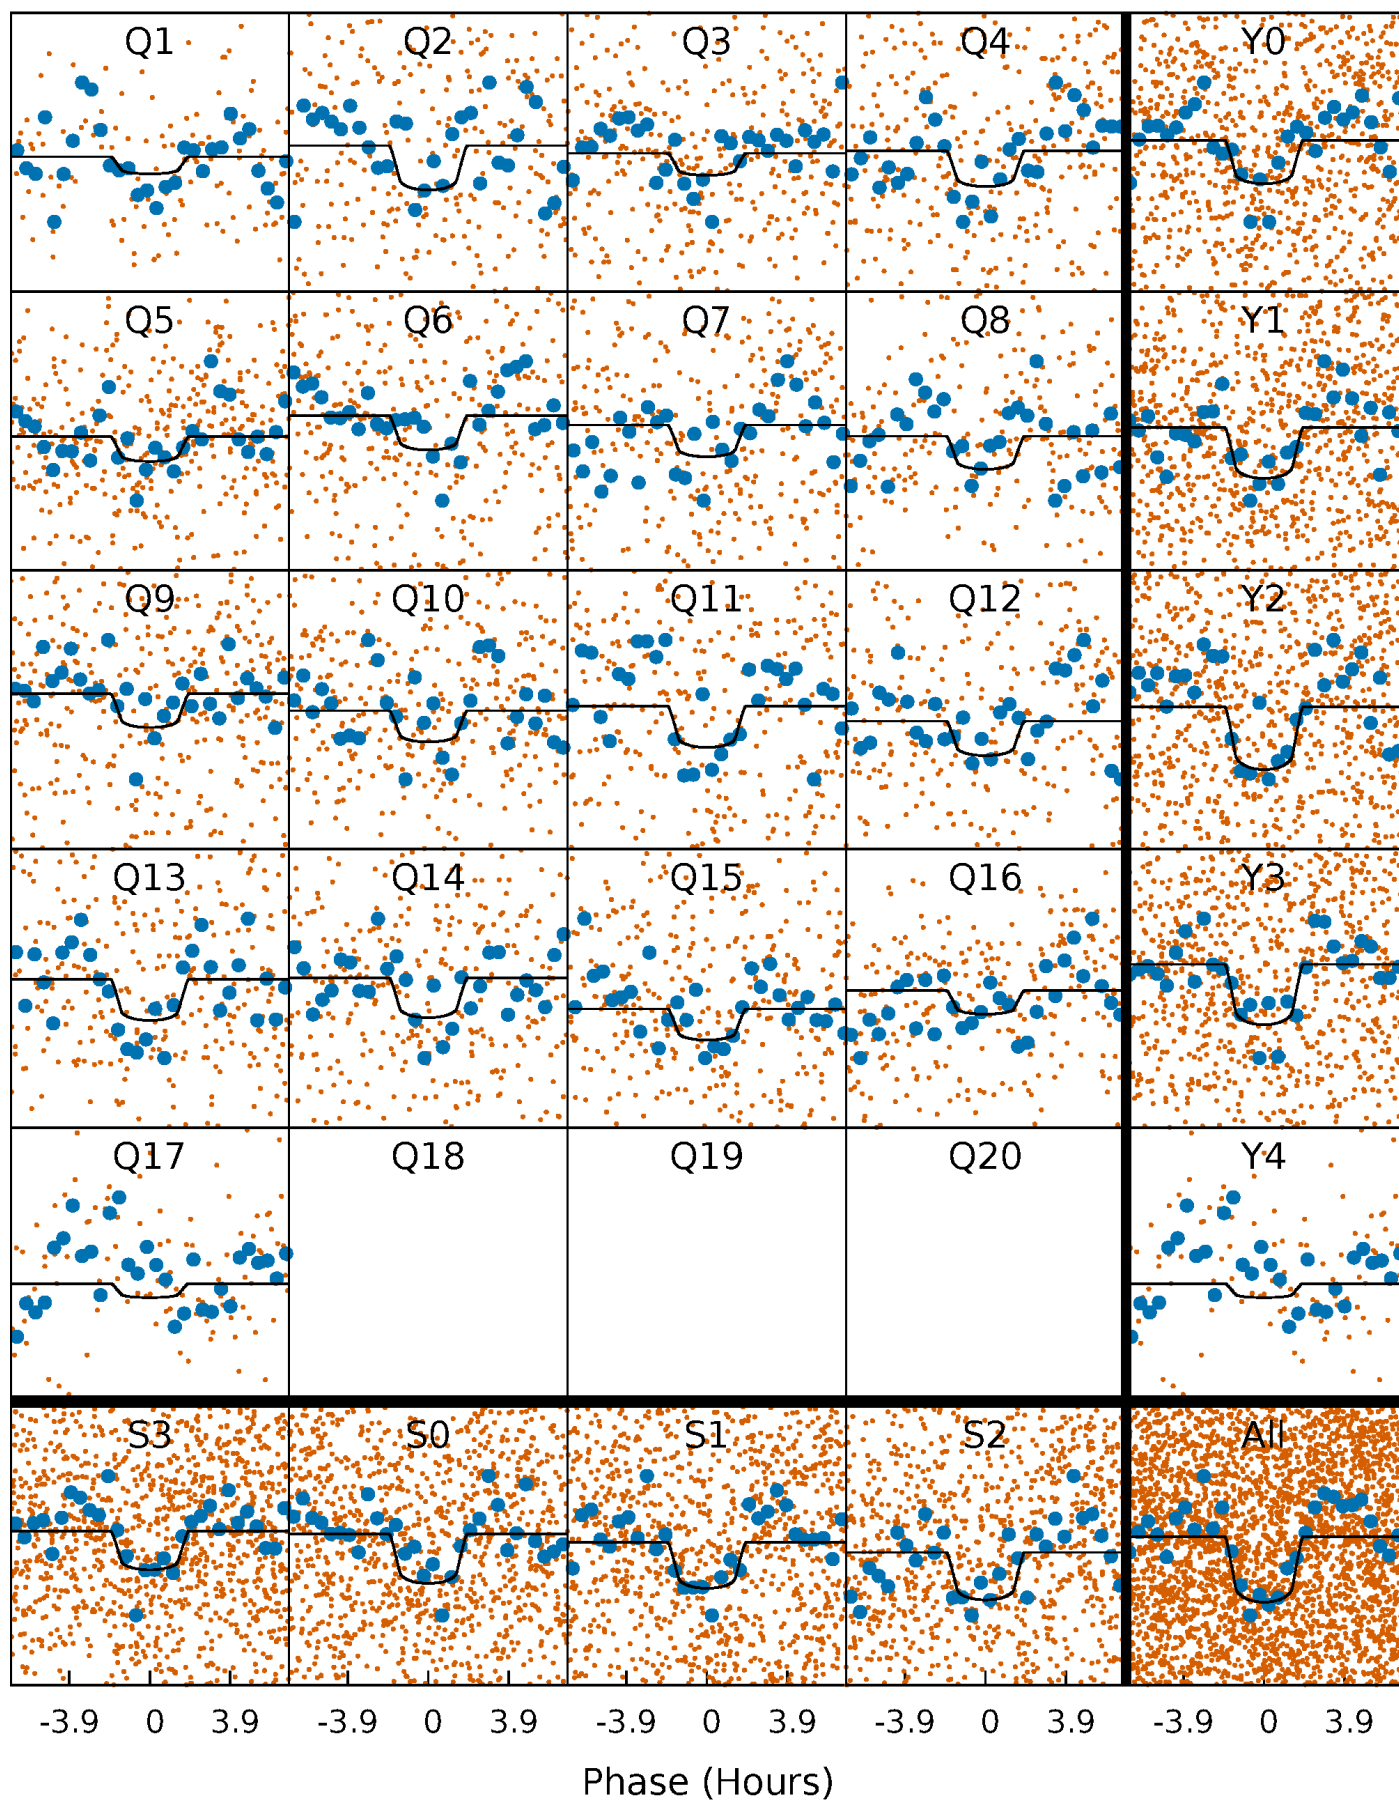 Q1 Q2 Q3 Q4 Y0
Q5 Q6 Q7 Q8 Y1
Q9 Q10 Q11 Q12 Y2
Q13 Q14 Q15 Q16 Y3
Q17 Q18 Q19 Q20 Y4
S3 S0 S1 S2 All
-3.9 0 3.9 -3.9 0 3.9 -3.9 0 3.9 -3.9 0 3.9 -3.9 0 3.9
Phase (Hours)